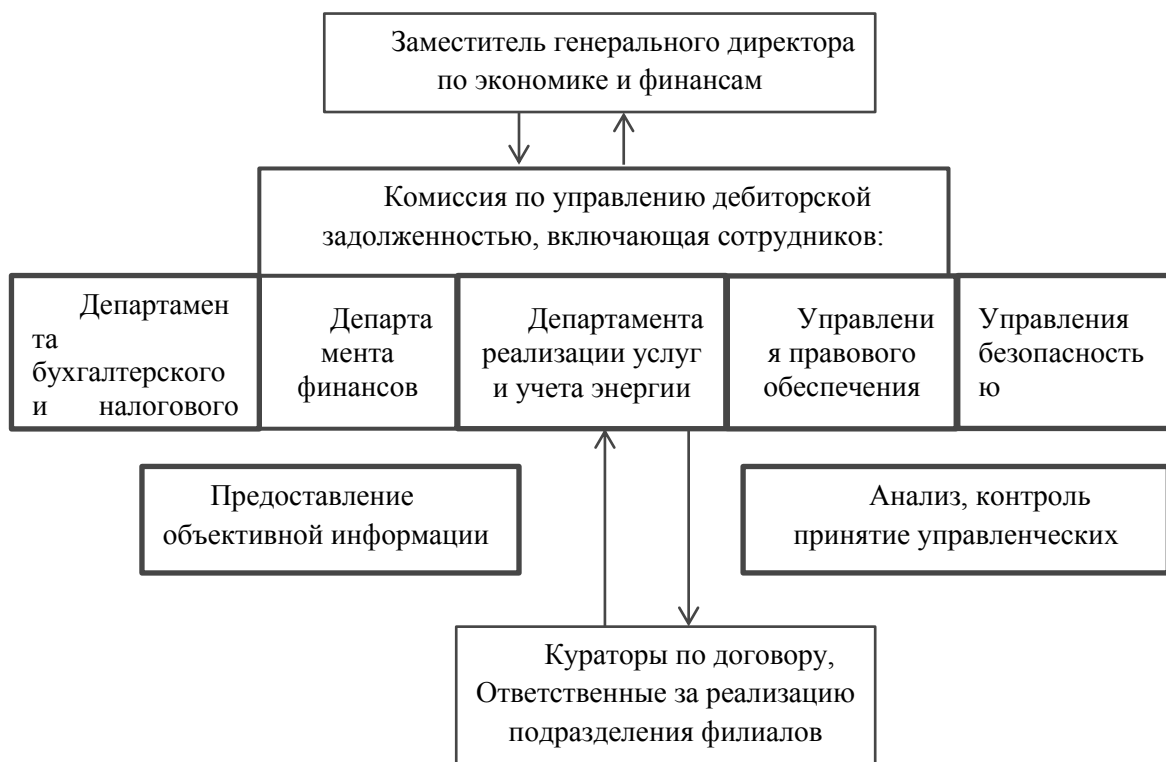 Заместитель генерального директора
по экономике и финансам
Комиссия по управлению дебиторской
задолженностью, включающая сотрудников:
Департамен
та
бухгалтерского
и налогового
Департа
мента
финансов
Департамента
реализации услуг
и учета энергии
Управлени
я правового
обеспечения
Управления
безопасность
ю
Предоставление
объективной информации
Анализ, контроль
принятие управленческих
Кураторы по договору,
Ответственные за реализацию
подразделения филиалов